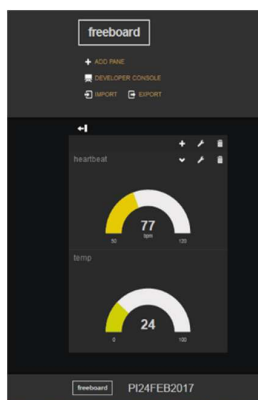 freeboard
ADD PANE
DEVELOPER CONSOLE
IMPORT EXPORT
heartbeat
77
bpm
50 120
temp
24
0 100
freeboard PI24FEB2017